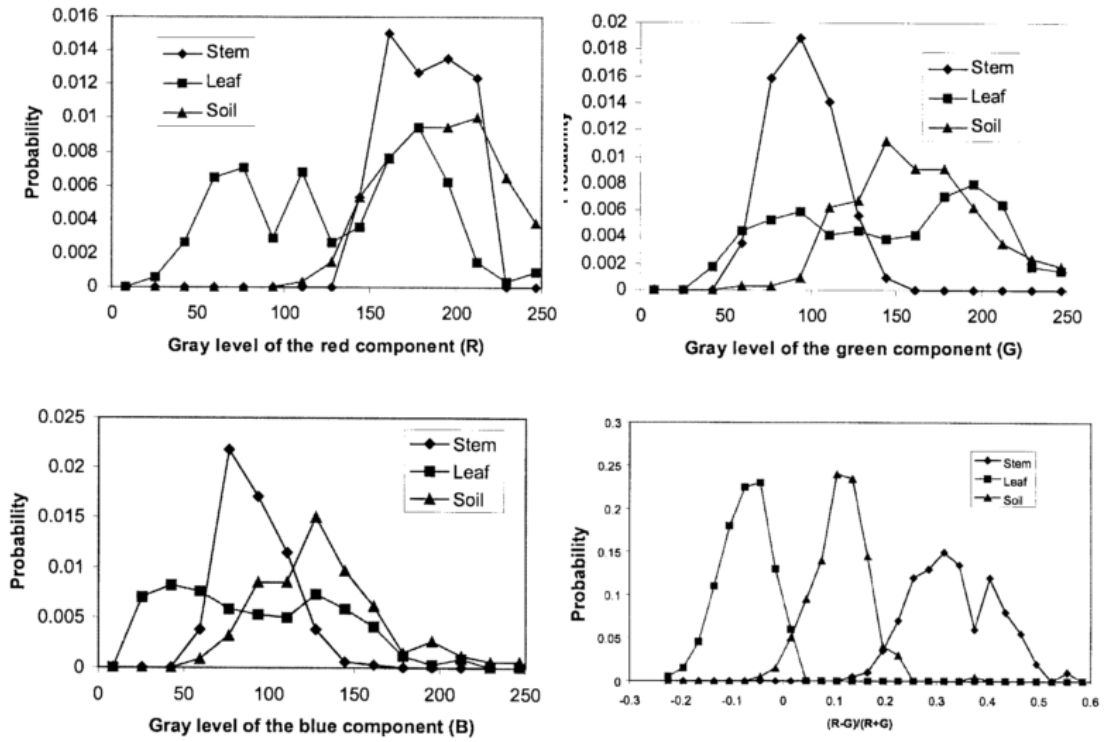 0.016
0.014
0.012
0.01
0.008
0.006
0.004
0.002
0
Probability
Stem
Leaf
Soil
0 50 100 150 200 250
Gray level of the red component (R)
0.02
0.018
0.016
0.014
0.012
0.01
0.008
0.006
0.004
0.002
0
Stem
Leaf
Soil
0 50 100 150 200 250
Gray level of the green component (G)
0.025
0.02
0.015
0.01
0.005
0
Probability
Stem
Leaf
Soil
0 50 100 150 200 250
Gray level of the blue component (B)
0.3
0.25
0.2
0.15
0.1
0.05
0
Probability
Stem
Leaf
Soil
-0.3 -0.2 -0.1 0 0.1 0.2 0.3 0.4 0.5 0.6
(R-G)/(R+G)